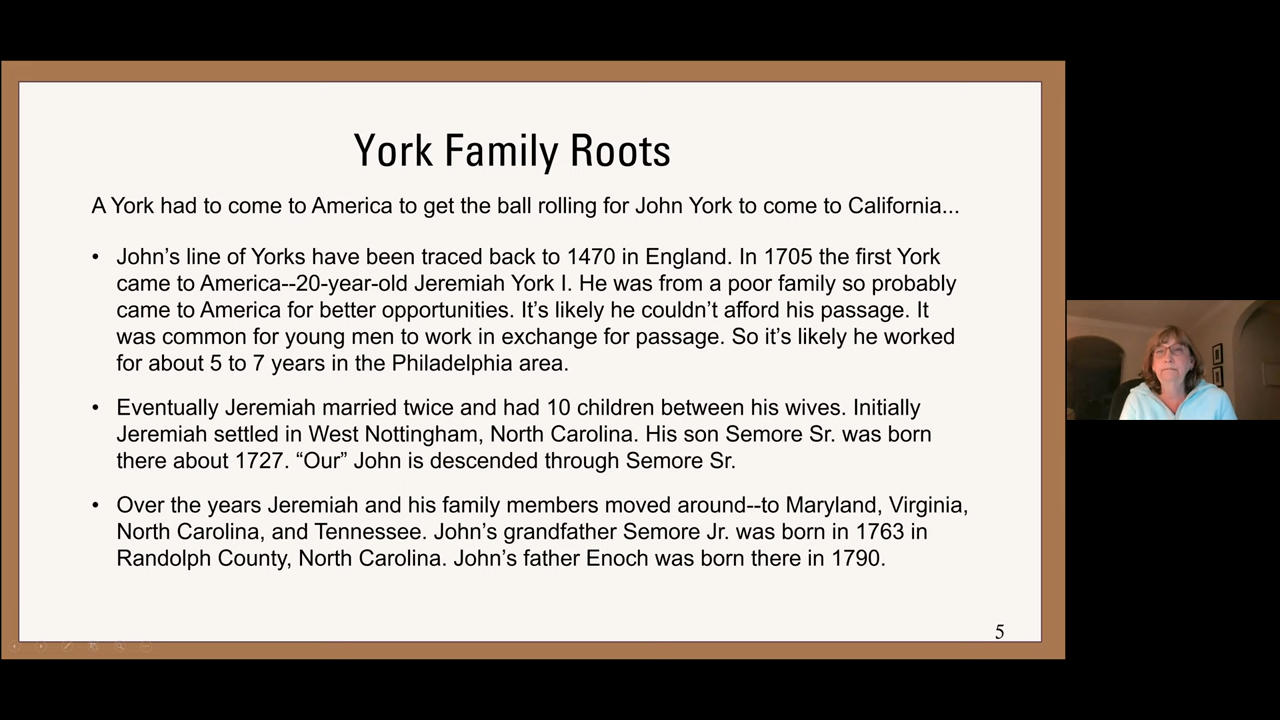 York Family Roots
A York had to come to America to get the ball rolling for John York to come to California...
• John’s line of Yorks have been traced back to 1470 in England. In 1705 the first York
came to America--20-year-old Jeremiah York I. He was from a poor family so probably
came to America for better opportunities. It’s likely he couldn’t afford his passage. It
was common for young men to work in exchange for passage. So it’s likely he worked
for about 5 to 7 years in the Philadelphia area.
• Eventually Jeremiah married twice and had 10 children between his wives. Initially
Jeremiah settled in West Nottingham, North Carolina. His son Semore Sr. was born
there about 1727. “Our” John is descended through Semore Sr.
• Over the years Jeremiah and his family members moved around--to Maryland, Virginia,
North Carolina, and Tennessee. John’s grandfather Semore Jr. was born in 1763 in
Randolph County, North Carolina. John’s father Enoch was born there in 1790.
5